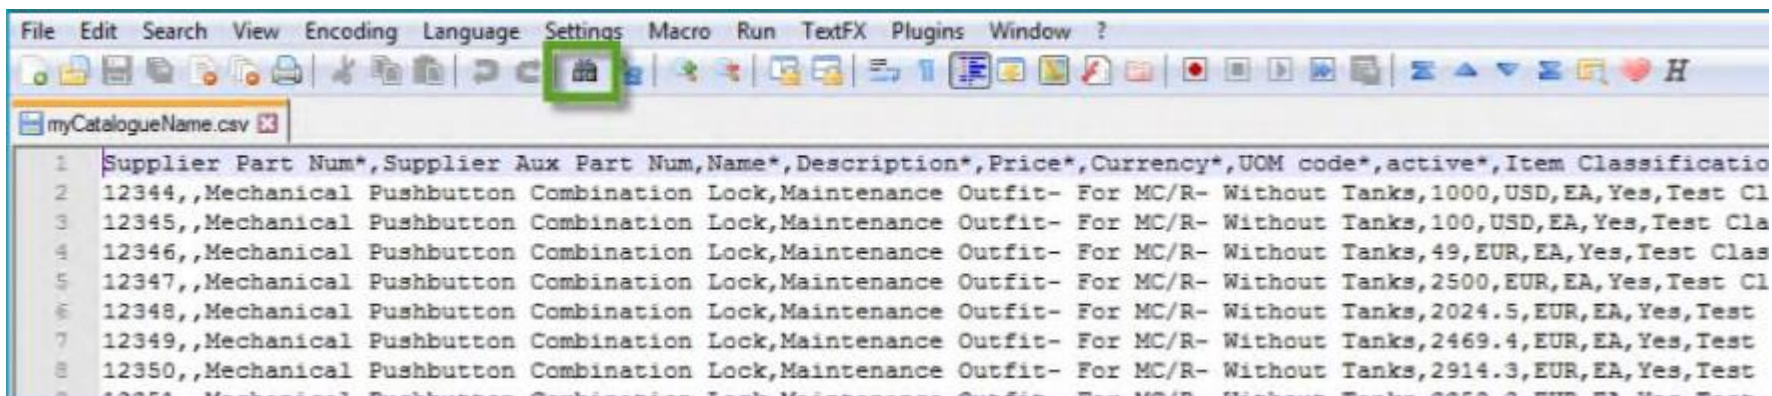 File Edit Search View Encoding Language Settings Macro Run TextFX Plugins Window ?
H
myCatalogueName.csv
1 Supplier Part Num*,Supplier Aux Part Num,Name*,Description*,Price*,Currency*,UOM code*,active*,Item Classificatio
2 12344,,Mechanical Pushbutton Combination Lock,Maintenance Outfit- For MC/R- Without Tanks,1000,USD,EA,Yes,Test Cl
3 12345,,Mechanical Pushbutton Combination Lock,Maintenance Outfit- For MC/R- Without Tanks,100,USD,EA,Yes,Test Cla
4 12346,,Mechanical Pushbutton Combination Lock,Maintenance Outfit- For MC/R- Without Tanks,49,EUR,EA,Yes,Test Clas
5 12347,,Mechanical Pushbutton Combination Lock,Maintenance Outfit- For MC/R- Without Tanks,2500,EUR,EA,Yes,Test Cl
6 12348,,Mechanical Pushbutton Combination Lock,Maintenance Outfit- For MC/R- Without Tanks,2024.5,EUR,EA,Yes,Test
7 12349,,Mechanical Pushbutton Combination Lock,Maintenance Outfit- For MC/R- Without Tanks,2469.4,EUR,EA,Yes,Test
8 12350,,Mechanical Pushbutton Combination Lock,Maintenance Outfit- For MC/R- Without Tanks,2914.3,EUR,EA,Yes,Test